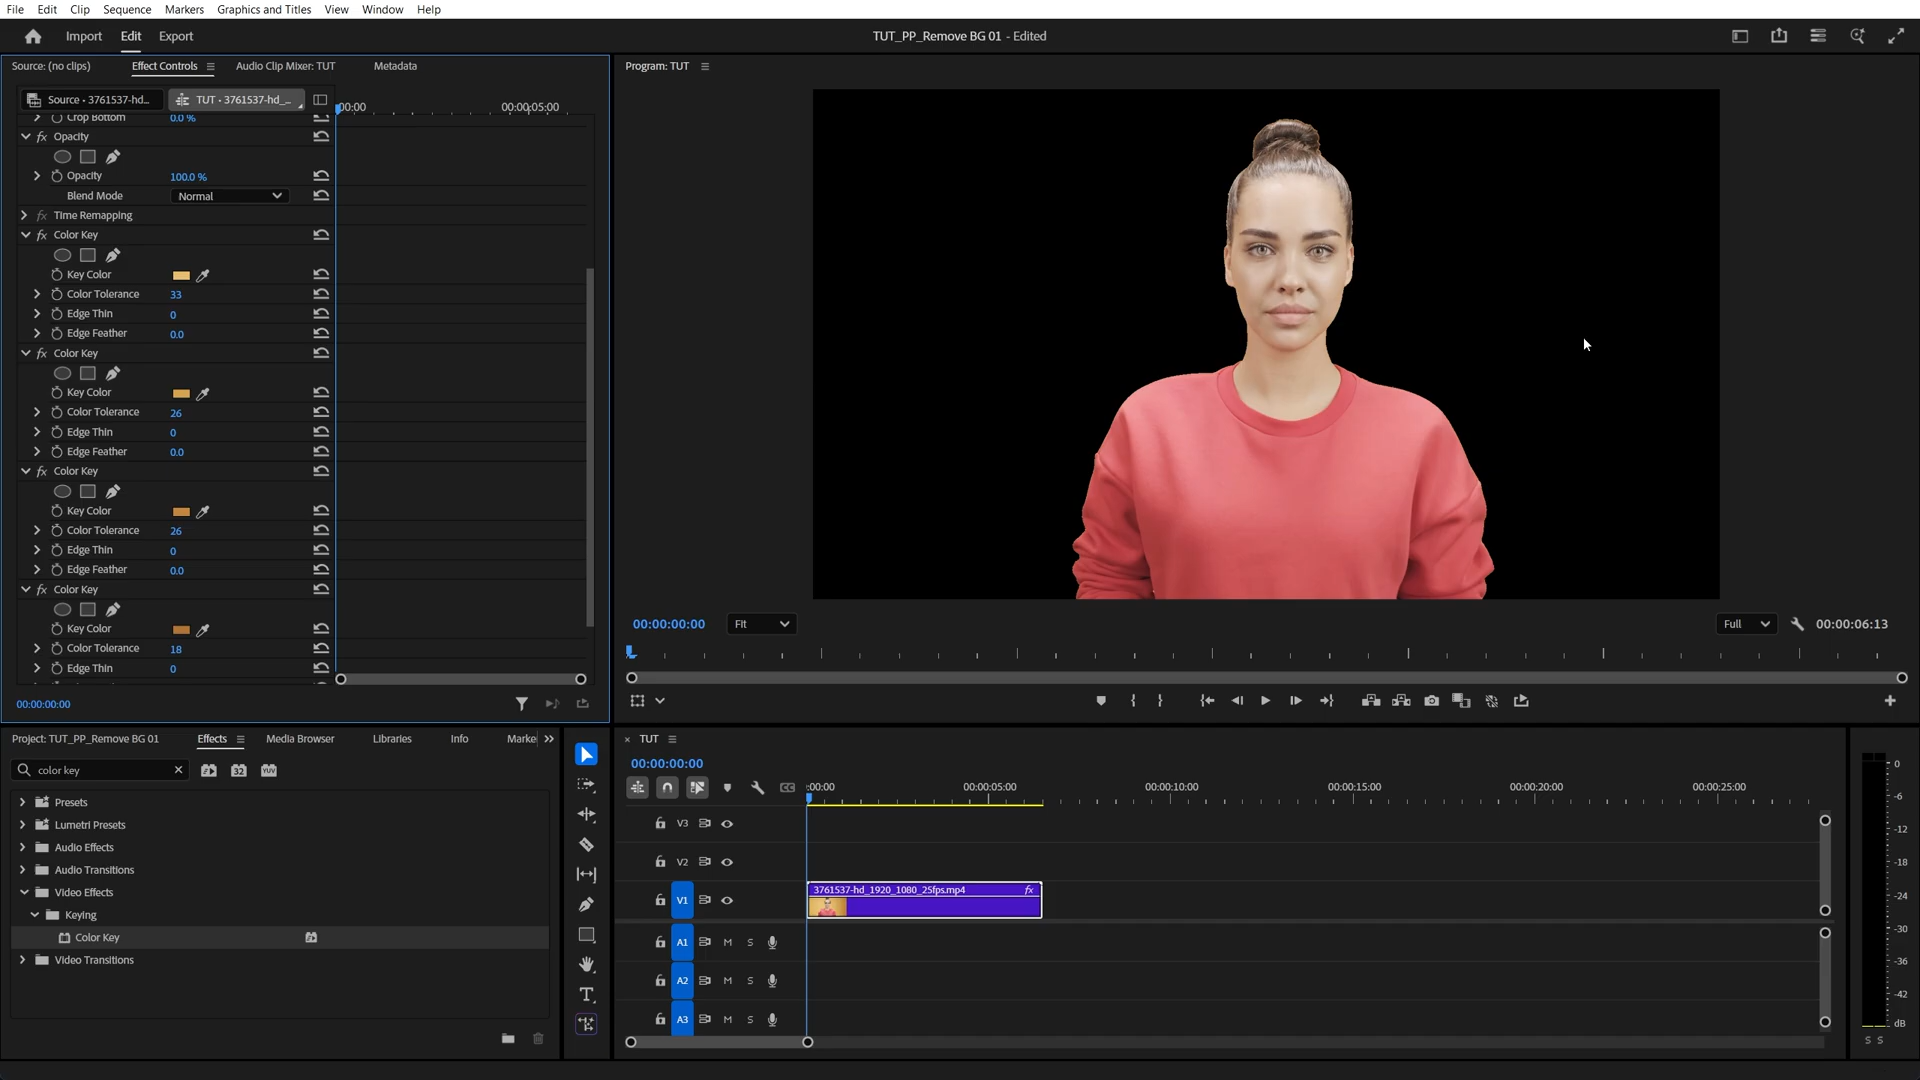 File Edit Clip Sequence Markers Graphics and Titles View Window Help
Import Edit Export TUT_PP_Remove BG 01 - Edited
Source: (no clips) Effect Controls Audio Clip Mixer: TUT Metadata
Program: TUT
Source • 3761537-hd... TUT • 3761537-hd_...
:00:00 00:00:05:00
Crop Bottom 0.0 %
fx Opacity
Opacity 100.0 %
Blend Mode Normal
fx Time Remapping
fx Color Key
Key Color
Color Tolerance 33
Edge Thin 0
Edge Feather 0.0
fx Color Key
Key Color
Color Tolerance 26
Edge Thin 0
Edge Feather 0.0
fx Color Key
Key Color
Color Tolerance 26
Edge Thin 0
Edge Feather 0.0
fx Color Key
Key Color
Color Tolerance 18
Edge Thin 0
00:00:00:00
00:00:00:00 Fit Full 00:00:06:13
Project: TUT_PP_Remove BG 01 Effects Media Browser Libraries Info Marke
color key 32 YUV
Presets
Lumetri Presets
Audio Effects
Audio Transitions
Video Effects
Keying
Color Key
Video Transitions
× TUT
00:00:00:00
CC
:00:00 00:00:05:00 00:00:10:00 00:00:15:00 00:00:20:00 00:00:25:00
V3
V2
V1 3761537-hd_1920_1080_25fps.mp4 fx
A1 M S
A2 M S
A3 M S
0
-6
-12
-18
-24
-30
-36
-42
dB
S S